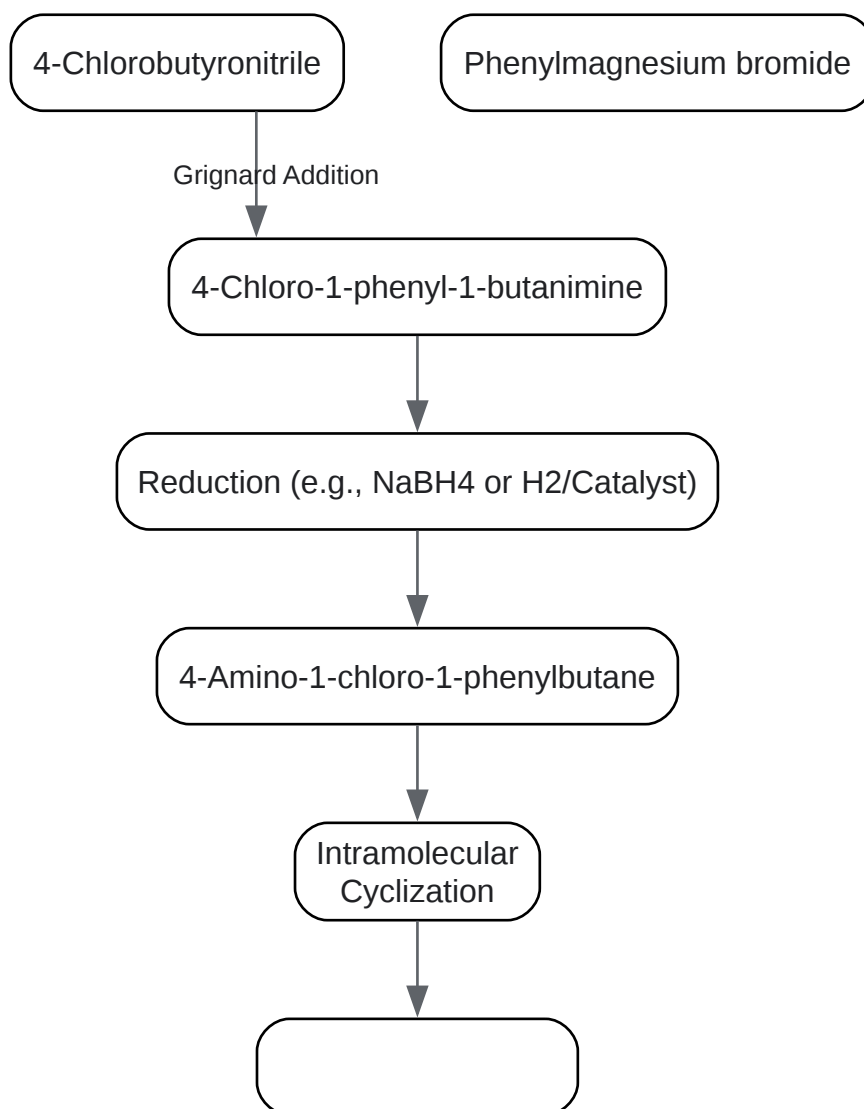 4-Chlorobutyronitrile
Phenylmagnesium bromide
Grignard Addition
4-Chloro-1-phenyl-1-butanimine
Reduction (e.g., NaBH4 or H2/Catalyst)
4-Amino-1-chloro-1-phenylbutane
Intramolecular
Cyclization